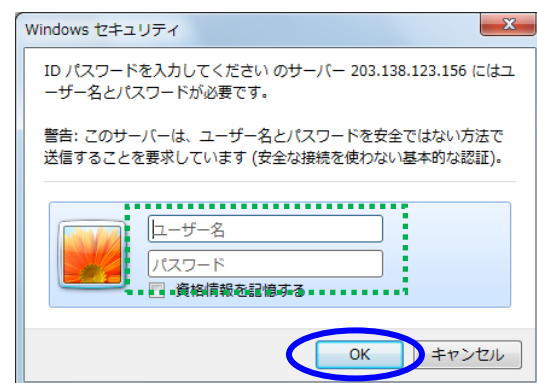 Windows セキュリティ
ID パスワードを入力してください のサーバー 203.138.123.156 にはユ
ーザー名とパスワードが必要です。
警告: このサーバーは、ユーザー名とパスワードを安全ではない方法で
送信することを要求しています (安全な接続を使わない基本的な認証)。
ユーザー名
パスワード
資格情報を記憶する
OK
キャンセル